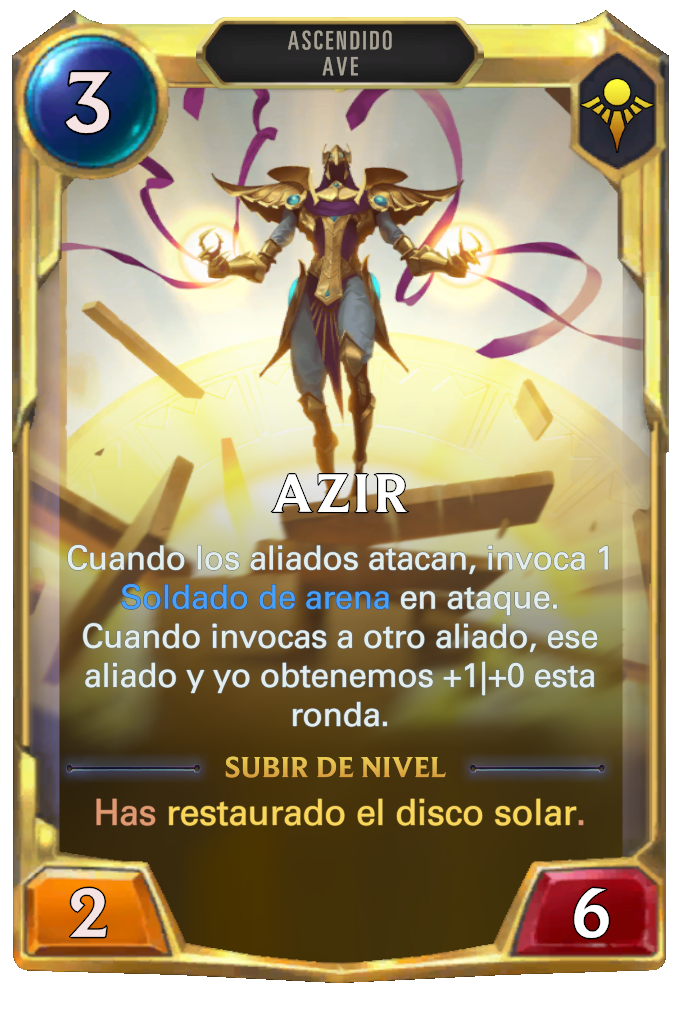 ASCENDIDO
AVE
3
AZIR
Cuando los aliados atacan, invoca 1
Soldado de arena en ataque.
Cuando invocas a otro aliado, ese
aliado y yo obtenemos +1|+0 esta
ronda.
SUBIR DE NIVEL
Has restaurado el disco solar.
2
6